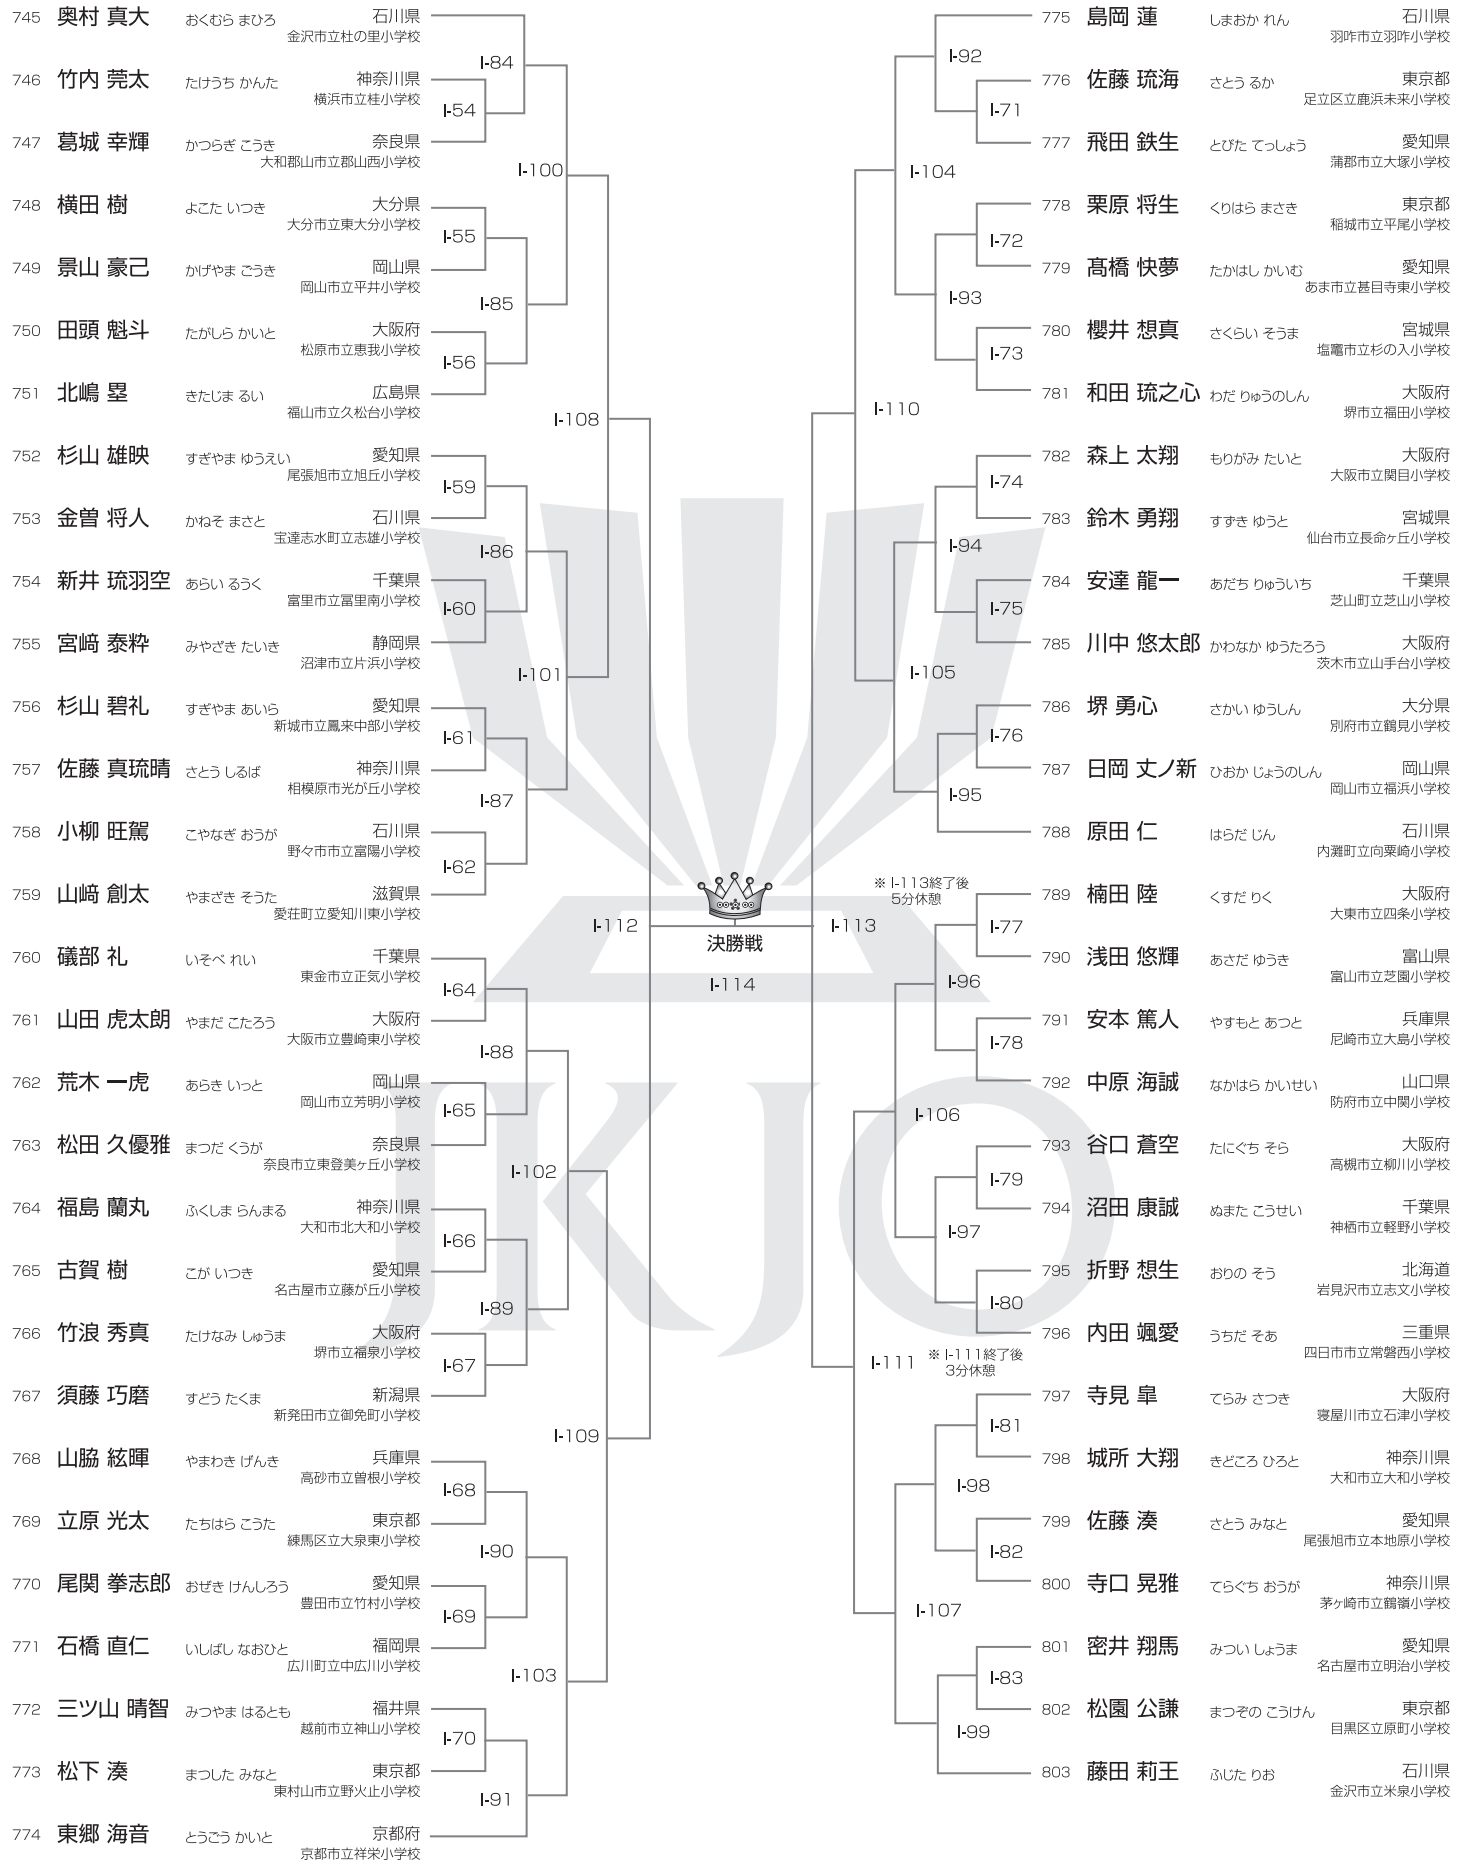 745 奥村 真大 おくむら まひろ 石川県
金沢市立杜の里小学校
I-84
746 竹内 莞太 たけうち かんた 神奈川県
横浜市立桂小学校
I-54
747 葛城 幸輝 かつらぎ こうき 奈良県
大和郡山市立郡山西小学校
I-100
748 横田 樹 よこた いつき 大分県
大分市立東大分小学校
I-55
749 景山 豪己 かげやま ごうき 岡山県
岡山市立平井小学校
I-85
750 田頭 魁斗 たがしら かいと 大阪府
松原市立恵我小学校
I-56
751 北嶋 塁 きたじま るい 広島県
福山市立久松台小学校
I-108
752 杉山 雄映 すぎやま ゆうえい 愛知県
尾張旭市立旭丘小学校
I-59
753 金曽 将人 かねそ まさと 石川県
宝達志水町立志雄小学校
I-86
754 新井 琉羽空 あらい るうく 千葉県
富里市立冨里南小学校
I-60
755 宮﨑 泰粋 みやざき たいき 静岡県
沼津市立片浜小学校
I-101
756 杉山 碧礼 すぎやま あいら 愛知県
新城市立鳳来中部小学校
I-61
757 佐藤 真琉晴 さとう しるば 神奈川県
相模原市光が丘小学校
I-87
758 小柳 旺駕 こやなぎ おうが 石川県
野々市市立富陽小学校
I-62
759 山﨑 創太 やまざき そうた 滋賀県
愛荘町立愛知川東小学校
I-112
760 礒部 礼 いそべ れい 千葉県
東金市立正気小学校
I-64
761 山田 虎太朗 やまだ こたろう 大阪府
大阪市立豊崎東小学校
I-88
762 荒木 一虎 あらき いっと 岡山県
岡山市立芳明小学校
I-65
763 松田 久優雅 まつだ くうが 奈良県
奈良市立東登美ヶ丘小学校
I-102
764 福島 蘭丸 ふくしま らんまる 神奈川県
大和市北大和小学校
I-66
765 古賀 樹 こが いつき 愛知県
名古屋市立藤が丘小学校
I-89
766 竹浪 秀真 たけなみ しゅうま 大阪府
堺市立福泉小学校
I-67
767 須藤 巧磨 すどう たくま 新潟県
新発田市立御免町小学校
I-109
768 山脇 絃暉 やまわき げんき 兵庫県
高砂市立曽根小学校
I-68
769 立原 光太 たちはら こうた 東京都
練馬区立大泉東小学校
I-90
770 尾関 拳志郎 おぜき けんしろう 愛知県
豊田市立竹村小学校
I-69
771 石橋 直仁 いしばし なおひと 福岡県
広川町立中広川小学校
I-103
772 三ツ山 晴智 みつやま はるとも 福井県
越前市立神山小学校
I-70
773 松下 湊 まつした みなと 東京都
東村山市立野火止小学校
I-91
774 東郷 海音 とうごう かいと 京都府
京都市立祥栄小学校
決勝戦
I-114
JKJO
775 島岡 蓮 しまおか れん 石川県
羽咋市立羽咋小学校
I-92
776 佐藤 琉海 さとう るか 東京都
足立区立鹿浜未来小学校
I-71
777 飛田 鉄生 とびた てっしょう 愛知県
蒲郡市立大塚小学校
I-104
778 栗原 将生 くりはら まさき 東京都
稲城市立平尾小学校
I-72
779 髙橋 快夢 たかはし かいむ 愛知県
あま市立甚目寺東小学校
I-93
780 櫻井 想真 さくらい そうま 宮城県
塩竈市立杉の入小学校
I-73
781 和田 琉之心 わだ りゅうのしん 大阪府
堺市立福田小学校
I-110
782 森上 太翔 もりがみ たいと 大阪府
大阪市立関目小学校
I-74
783 鈴木 勇翔 すずき ゆうと 宮城県
仙台市立長命ヶ丘小学校
I-94
784 安達 龍一 あだち りゅういち 千葉県
芝山町立芝山小学校
I-75
785 川中 悠太郎 かわなか ゆうたろう 大阪府
茨木市立山手台小学校
I-105
786 堺 勇心 さかい ゆうしん 大分県
別府市立鶴見小学校
I-76
787 日岡 丈ノ新 ひおか じょうのしん 岡山県
岡山市立福浜小学校
I-95
788 原田 仁 はらだ じん 石川県
内灘町立向粟崎小学校
※ I-113終了後
5分休憩
789 楠田 陸 くすだ りく 大阪府
大東市立四条小学校
I-113
I-77
790 浅田 悠輝 あさだ ゆうき 富山県
富山市立芝園小学校
I-96
791 安本 篤人 やすもと あつと 兵庫県
尼崎市立大島小学校
I-78
792 中原 海誠 なかはら かいせい 山口県
防府市立中関小学校
I-106
793 谷口 蒼空 たにぐち そら 大阪府
高槻市立柳川小学校
I-79
794 沼田 康誠 ぬまた こうせい 千葉県
神栖市立軽野小学校
I-97
795 折野 想生 おりの そう 北海道
岩見沢市立志文小学校
I-80
796 内田 颯愛 うちだ そあ 三重県
四日市市立常磐西小学校
I-111 ※ I-111終了後
3分休憩
797 寺見 皐 てらみ さつき 大阪府
寝屋川市立石津小学校
I-81
798 城所 大翔 きどころ ひろと 神奈川県
大和市立大和小学校
I-98
799 佐藤 湊 さとう みなと 愛知県
尾張旭市立本地原小学校
I-82
800 寺口 晃雅 てらぐち おうが 神奈川県
茅ヶ崎市立鶴嶺小学校
I-107
801 密井 翔馬 みつい しょうま 愛知県
名古屋市立明治小学校
I-83
802 松園 公謙 まつぞの こうけん 東京都
目黒区立原町小学校
I-99
803 藤田 莉王 ふじた りお 石川県
金沢市立米泉小学校